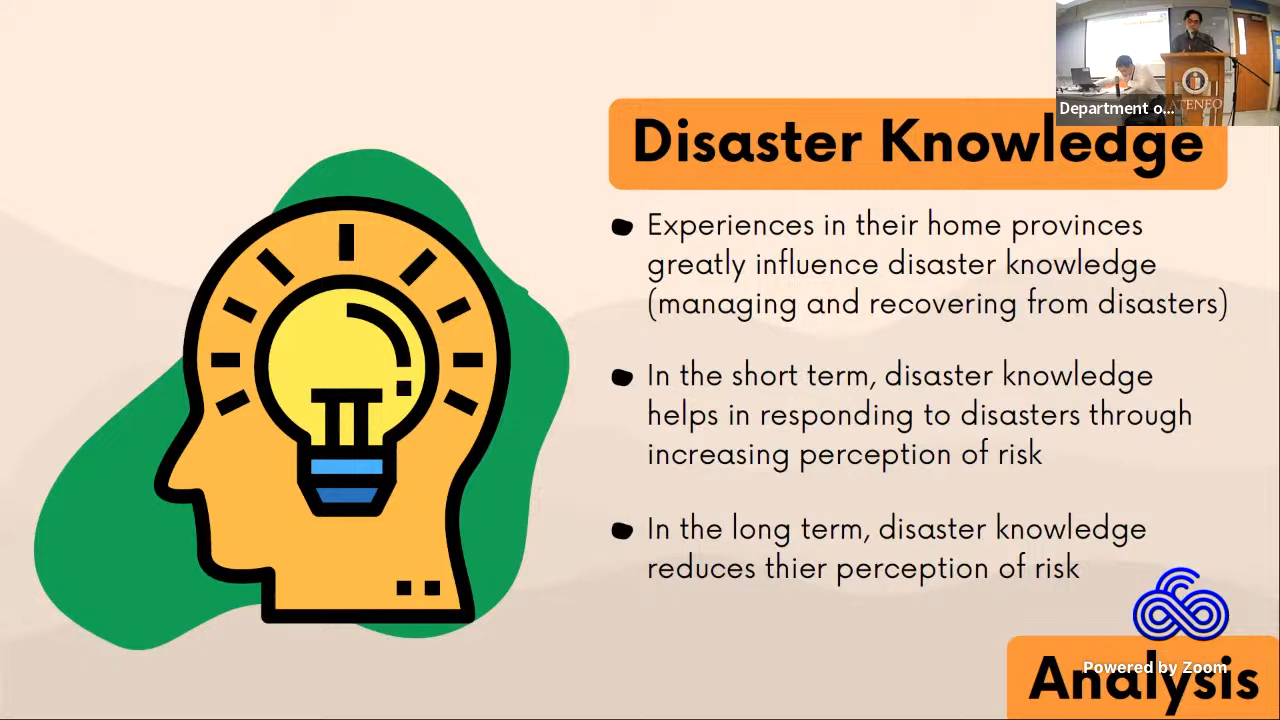 Department o...
ATENEO
Disaster Knowledge
Experiences in their home provinces
greatly influence disaster knowledge
(managing and recovering from disasters)
In the short term, disaster knowledge
helps in responding to disasters through
increasing perception of risk
In the long term, disaster knowledge
reduces thier perception of risk
Powered by Zoom
Analysis